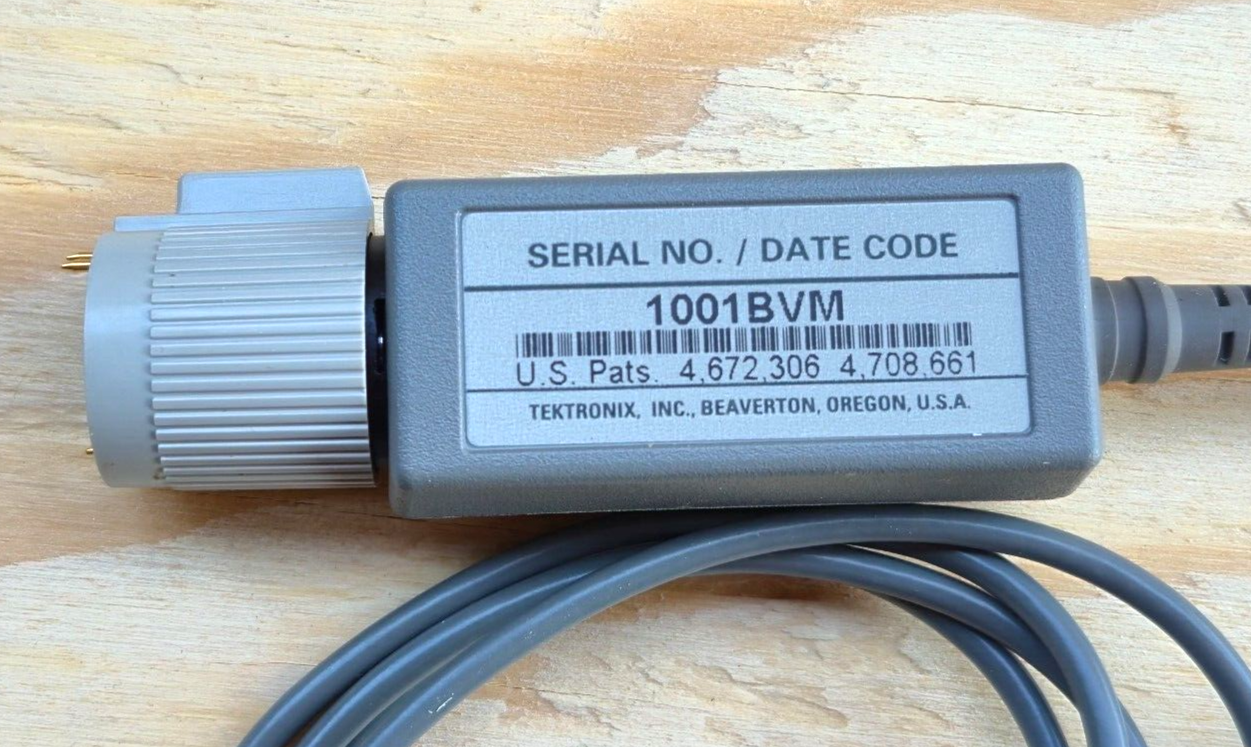 SERIAL NO. / DATE CODE
1001BVM
U.S. Pats. 4,672,306 4,708,661
TEKTRONIX, INC., BEAVERTON, OREGON, U.S.A.